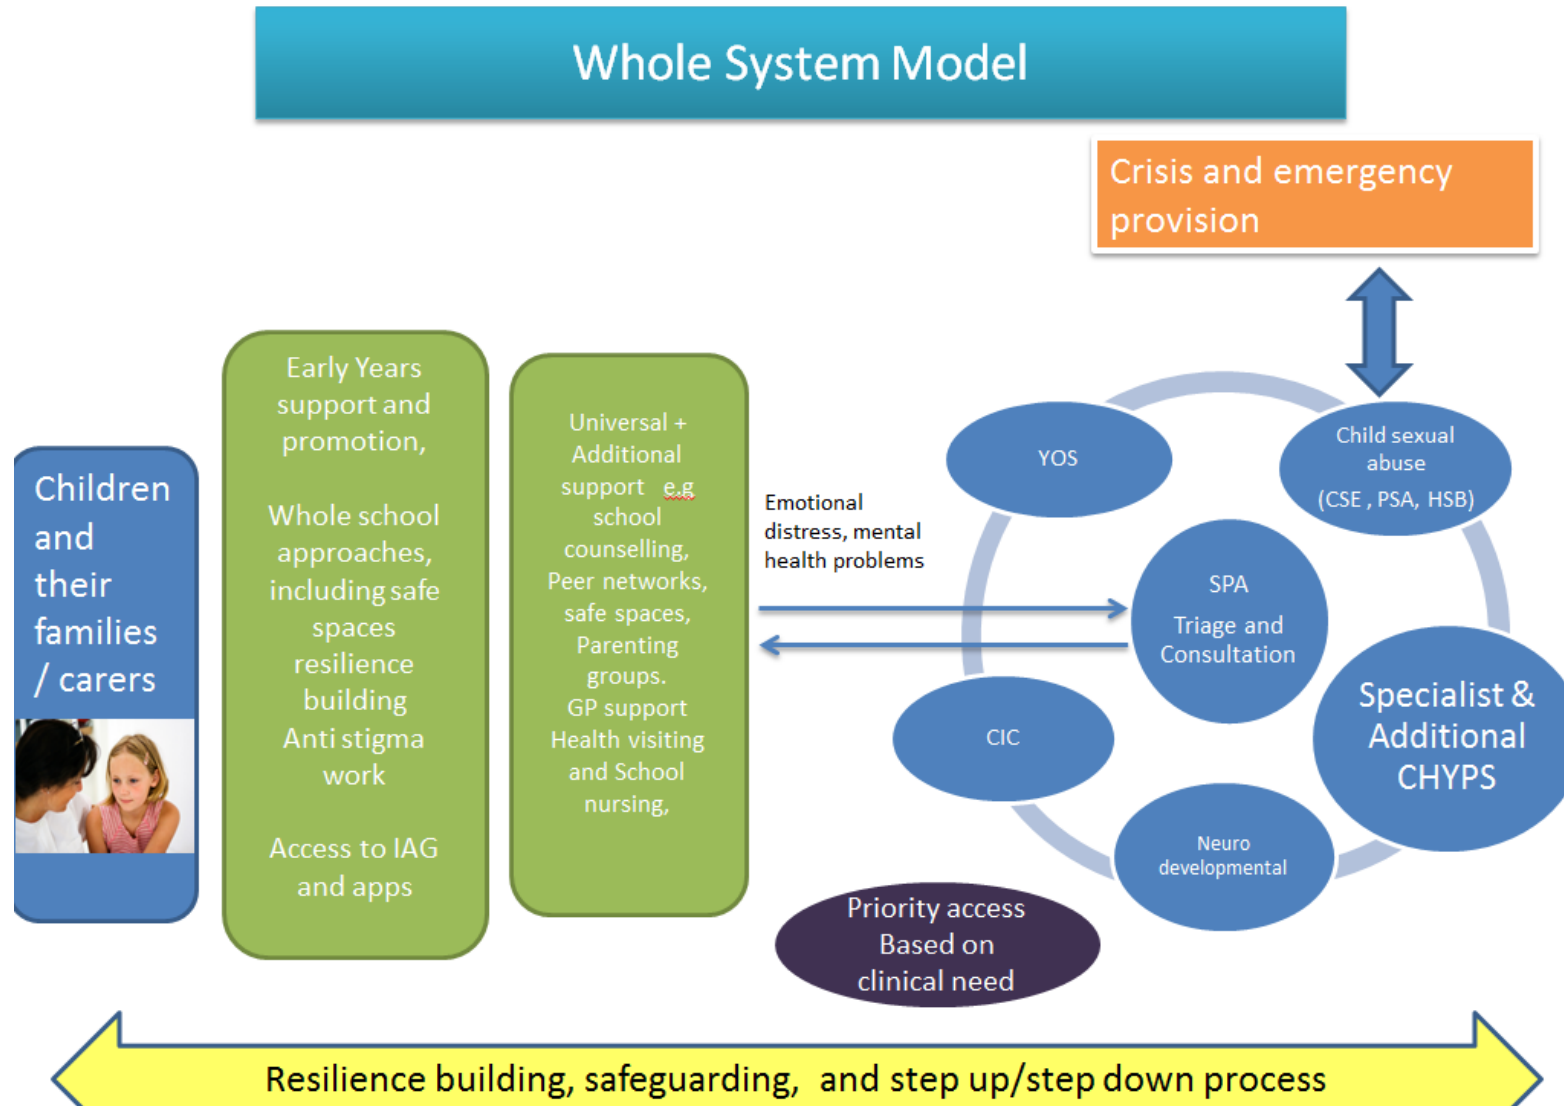 Whole System Model
Crisis and emergency
provision
Children
and
their
families
/ carers
Early Years
support and
promotion,
Whole school
approaches,
including safe
spaces
resilience
building
Anti stigma
work
Access to IAG
and apps
Universal +
Additional
support e.g
school
counselling,
Peer networks,
safe spaces,
Parenting
groups.
GP support
Health visiting
and School
nursing,
Emotional
distress, mental
health problems
YOS
Child sexual
abuse
(CSE , PSA, HSB)
SPA
Triage and
Consultation
Specialist &
Additional
CHYPS
CIC
Neuro
developmental
Priority access
Based on
clinical need
Resilience building, safeguarding, and step up/step down process